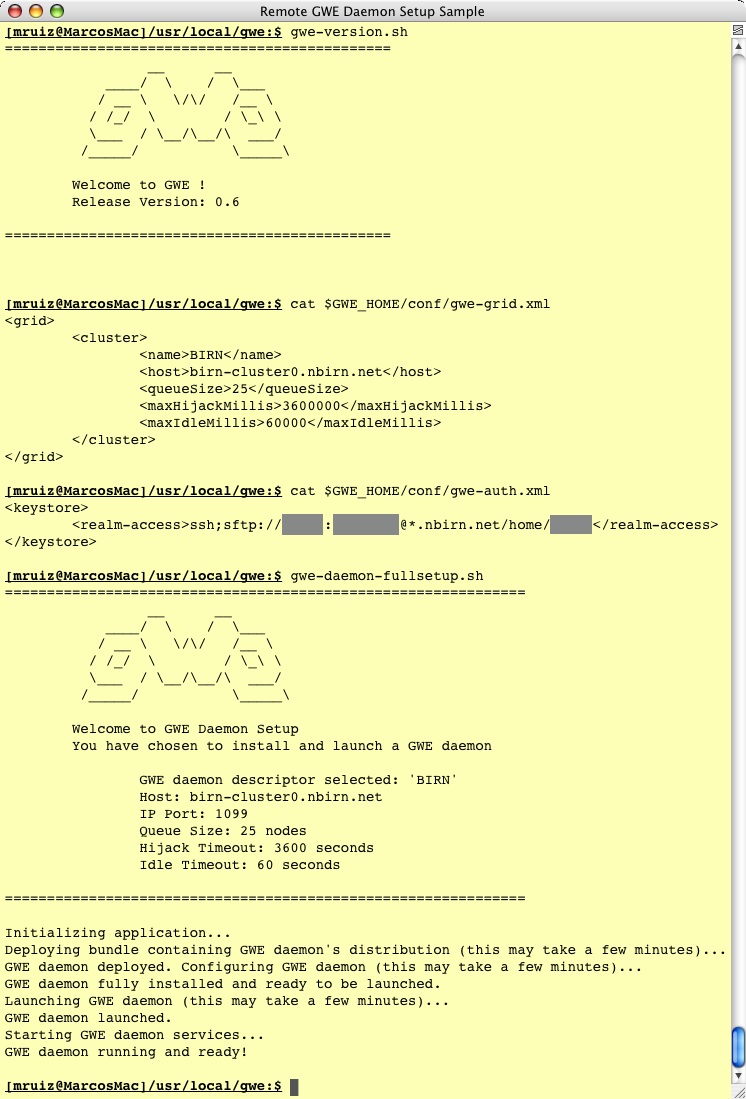 Remote GWE Daemon Setup Sample
[mruiz@MarcosMac]/usr/local/gwe:$ gwe-version.sh
==============================================
Welcome to GWE !
Release Version: 0.6
==============================================
[mruiz@MarcosMac]/usr/local/gwe:$ cat $GWE_HOME/conf/gwe-grid.xml
<grid>
<cluster>
<name>BIRN</name>
<host>birn-cluster0.nbirn.net</host>
<queueSize>25</queueSize>
<maxHijackMillis>3600000</maxHijackMillis>
<maxIdleMillis>60000</maxIdleMillis>
</cluster>
</grid>
[mruiz@MarcosMac]/usr/local/gwe:$ cat $GWE_HOME/conf/gwe-auth.xml
<keystore>
<realm-access>ssh;sftp://:@*.nbirn.net/home/</realm-access>
</keystore>
[mruiz@MarcosMac]/usr/local/gwe:$ gwe-daemon-fullsetup.sh
==============================================================
Welcome to GWE Daemon Setup
You have chosen to install and launch a GWE daemon
GWE daemon descriptor selected: 'BIRN'
Host: birn-cluster0.nbirn.net
IP Port: 1099
Queue Size: 25 nodes
Hijack Timeout: 3600 seconds
Idle Timeout: 60 seconds
==============================================================
Initializing application...
Deploying bundle containing GWE daemon's distribution (this may take a few minutes)...
GWE daemon deployed. Configuring GWE daemon (this may take a few minutes)...
GWE daemon fully installed and ready to be launched.
Launching GWE daemon (this may take a few minutes)...
GWE daemon launched.
Starting GWE daemon services...
GWE daemon running and ready!
[mruiz@MarcosMac]/usr/local/gwe:$